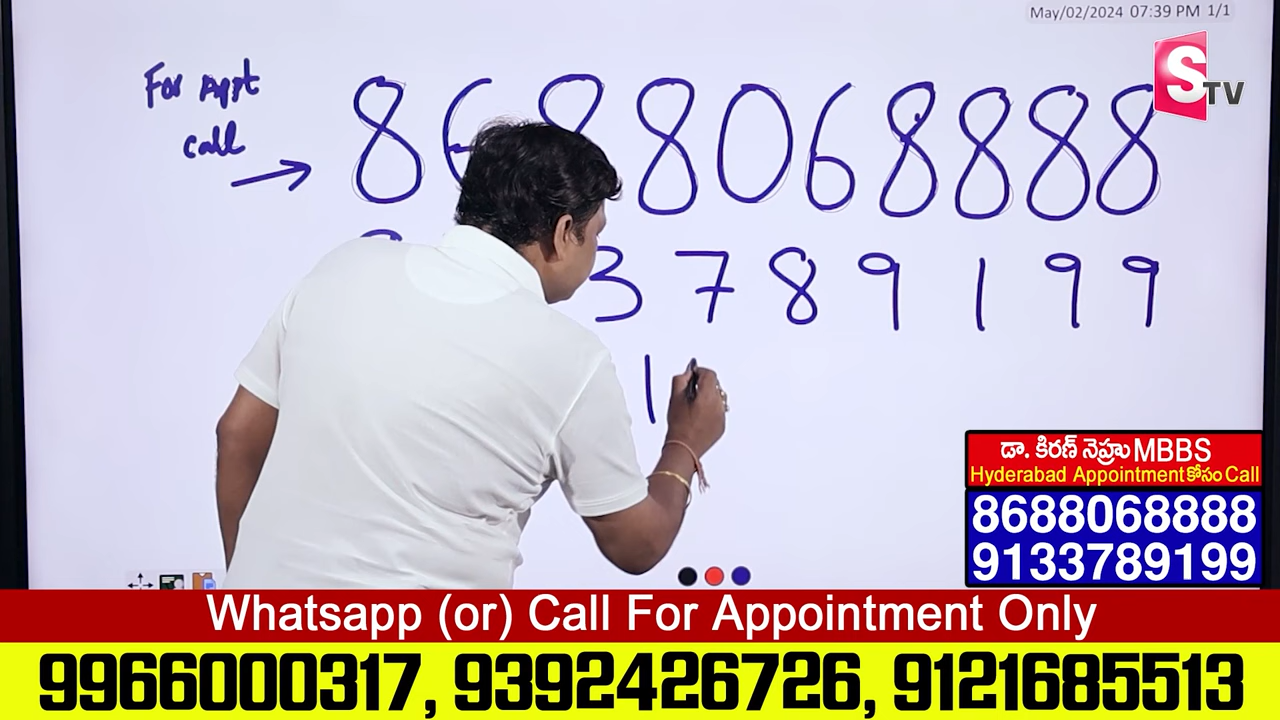 May/02/2024 07:39 PM 1/1
STV
For Appt
call
8688068888
3789199
1
డా. కిరణ్ నెహ్రు MBBS
Hyderabad Appointment కోసం Call
8688068888
9133789199
Whatsapp (or) Call For Appointment Only
9966000317, 9392426726, 9121685513